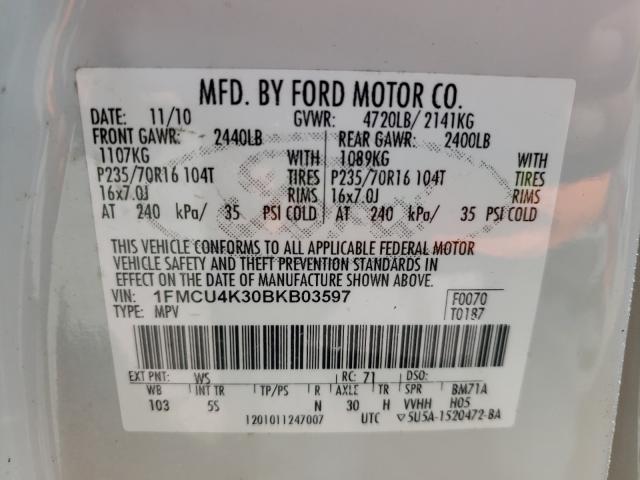 MFD. BY FORD MOTOR CO.
DATE: 11/10 GVWR: 4720LB/ 2141KG
FRONT GAWR: 2440LB REAR GAWR: 2400LB
1107KG WITH 1089KG WITH
P235/70R16 104T TIRES P235/70R16 104T TIRES
16x7.0J RIMS 16x7.0J RIMS
AT 240 kPa/ 35 PSI COLD AT 240 kPa/ 35 PSI COLD
THIS VEHICLE CONFORMS TO ALL APPLICABLE FEDERAL MOTOR
VEHICLE SAFETY AND THEFT PREVENTION STANDARDS IN
EFFECT ON THE DATE OF MANUFACTURE SHOWN ABOVE.
VIN: 1FMCU4K30BKB03597 F0070
TYPE: MPV T0187
EXT PNT: WS RC: 71 DSO:
WB INT TR TP/PS R AXLE TR SPR BM71A
103 5S N 30 H VVHH H05
1201011247007 UTC ▽5U5A-1520472-BA